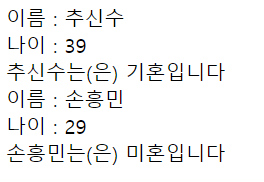 이름 : 추신수
나이 : 39
추신수는(은) 기혼입니다
이름 : 손흥민
나이 : 29
손흥민는(은) 미혼입니다